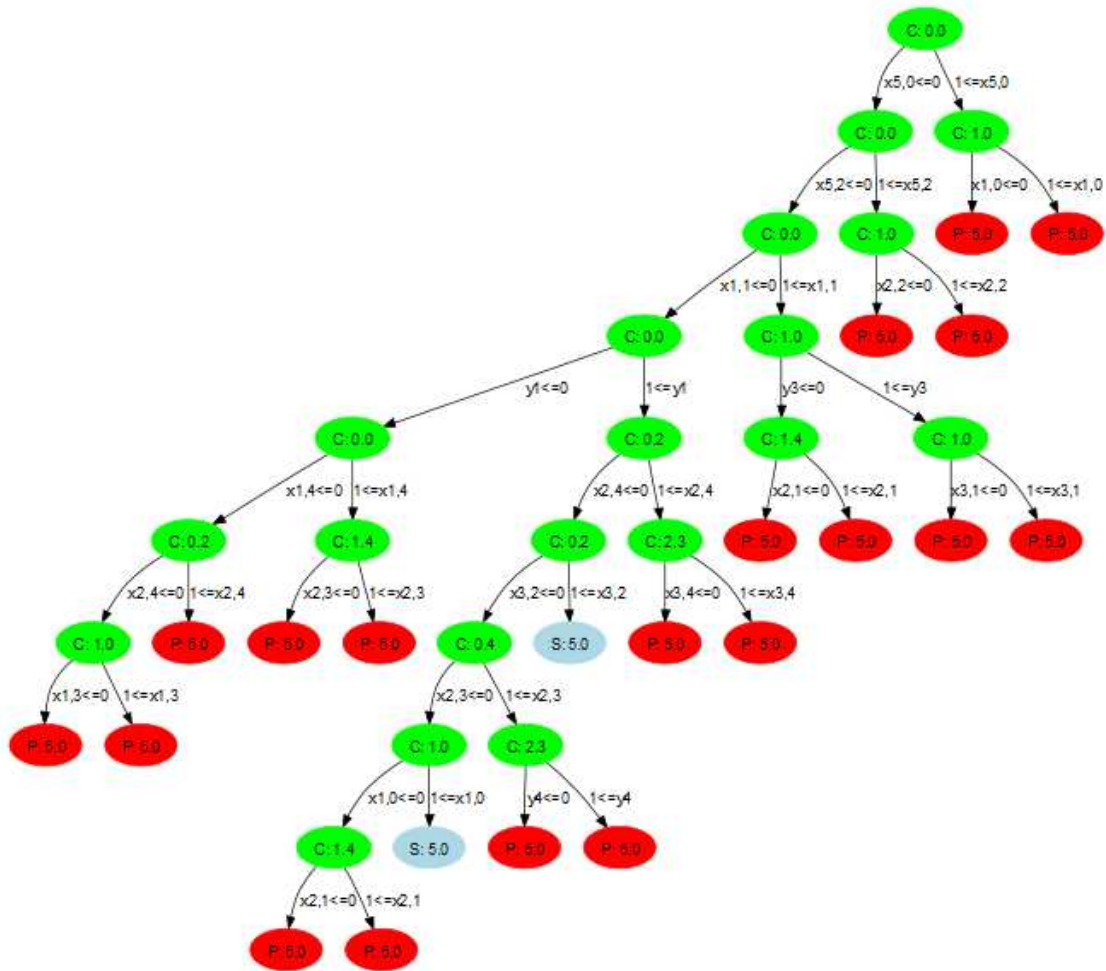 C: 0.0
x5,0<=0 1<=x5,0
C: 0.0 C: 1.0
x5,2<=0 1<=x5,2 x1,0<=0 1<=x1,0
C: 0.0 C: 1.0 P: 5.0 P: 5.0
x1,1<=0 1<=x1,1 x2,2<=0 1<=x2,2
C: 0.0 C: 1.0 P: 5.0 P: 5.0
y1<=0 1<=y1 y3<=0 1<=y3
C: 0.0 C: 0.2 C: 1.4 C: 1.0
x1,4<=0 1<=x1,4 x2,4<=0 1<=x2,4 x2,1<=0 1<=x2,1 x3,1<=0 1<=x3,1
C: 0.2 C: 1.4 C: 0.2 C: 2.3 P: 5.0 P: 5.0 P: 5.0 P: 5.0
x2,4<=0 1<=x2,4 x2,3<=0 1<=x2,3 x3,2<=0 1<=x3,2 x3,4<=0 1<=x3,4
C: 1.0 P: 5.0 P: 5.0 P: 5.0 C: 0.4 S: 5.0 P: 5.0 P: 5.0
x1,3<=0 1<=x1,3 x2,3<=0 1<=x2,3
P: 5.0 P: 5.0 C: 1.0 C: 2.3
x1,0<=0 1<=x1,0 y4<=0 1<=y4
C: 1.4 S: 5.0 P: 5.0 P: 5.0
x2,1<=0 1<=x2,1
P: 5.0 P: 5.0